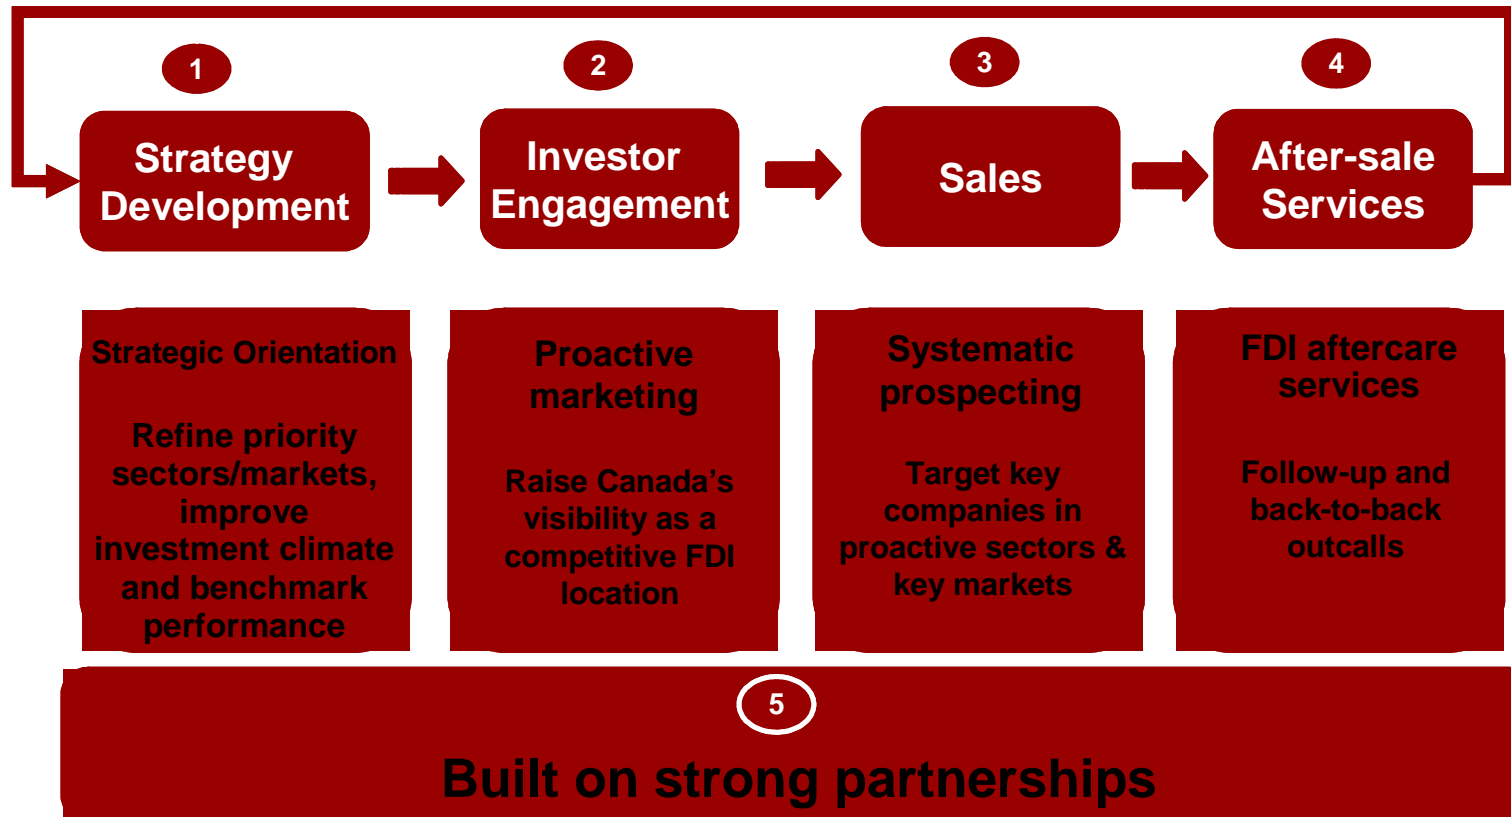 1
2
3
4
Strategy
Development
Investor
Engagement
Sales
After-sale
Services
Strategic Orientation
Refine priority
sectors/markets,
improve
investment climate
and benchmark
performance
Proactive
marketing
Raise Canada’s
visibility as a
competitive FDI
location
Systematic
prospecting
Target key
companies in
proactive sectors &
key markets
FDI aftercare
services
Follow-up and
back-to-back
outcalls
5
Built on strong partnerships